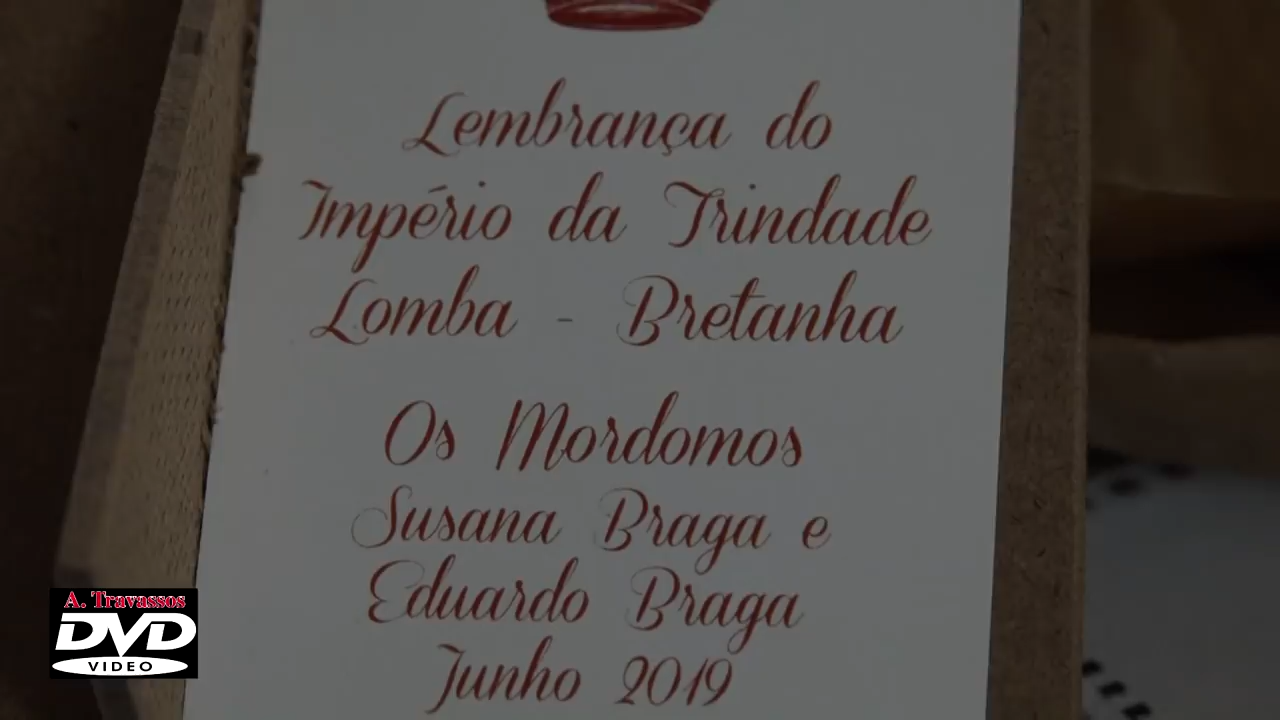 Lembrança do
Império da Trindade
Lomba - Bretanha
Os Mordomos
Susana Braga e
Eduardo Braga
Junho 2019
A. Travassos
DVD
VIDEO